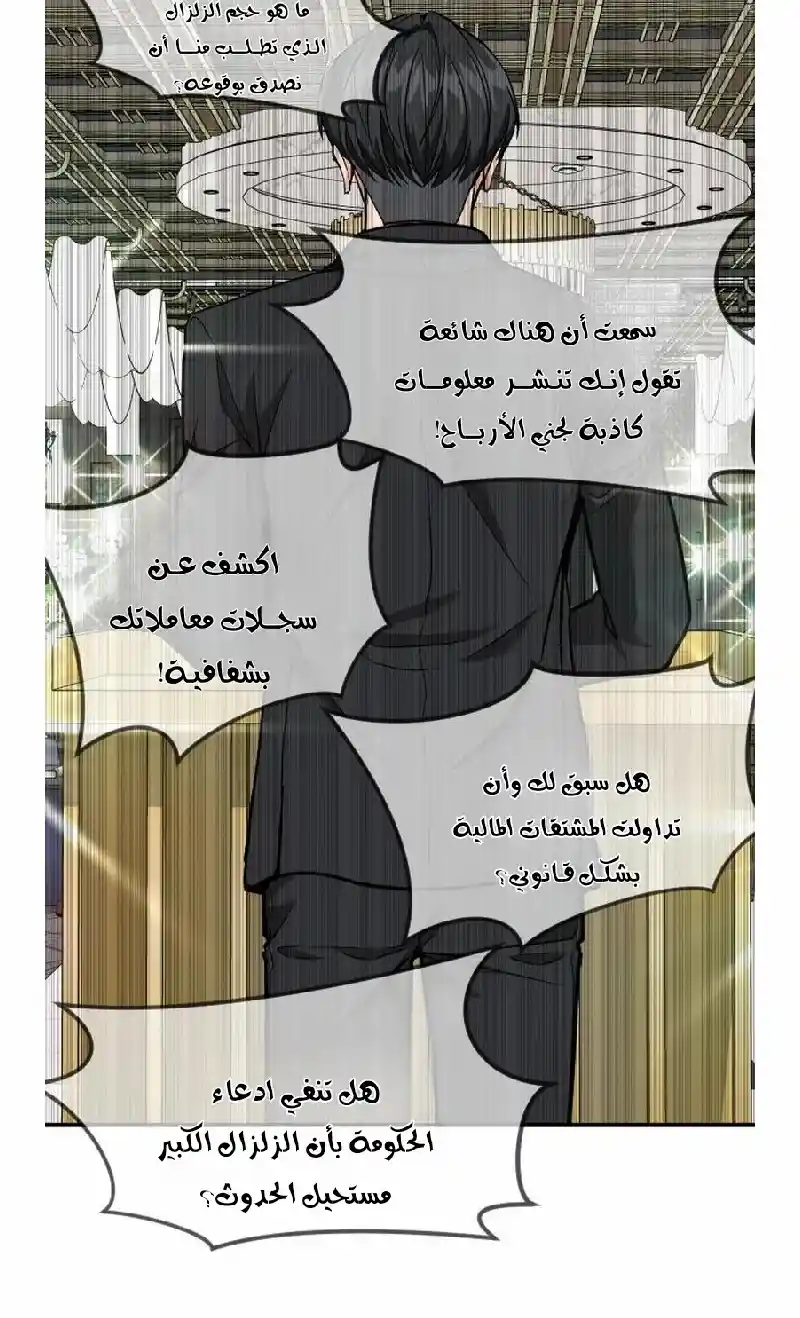 ما هو حجم الزلزال
الذي تطلب منا أن
نصدق بوقوعه؟
سمعت أن هناك شائعة
تقول إنك تنشر معلومات
كاذبة لجني الأرباح!
اكشف عن
سجلات معاملاتك
بشفافية!
هل سبق لك وأن
تداولت المشتقات المالية
بشكل قانوني؟
هل تنفي ادعاء
الحكومة بأن الزلزال الكبير
مستحيل الحدوث؟